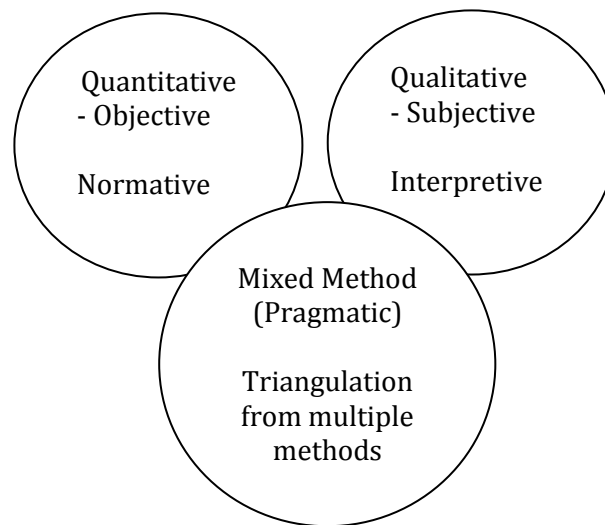 Quantitative
- Objective
Normative
Qualitative
- Subjective
Interpretive
Mixed Method
(Pragmatic)
Triangulation
from multiple
methods